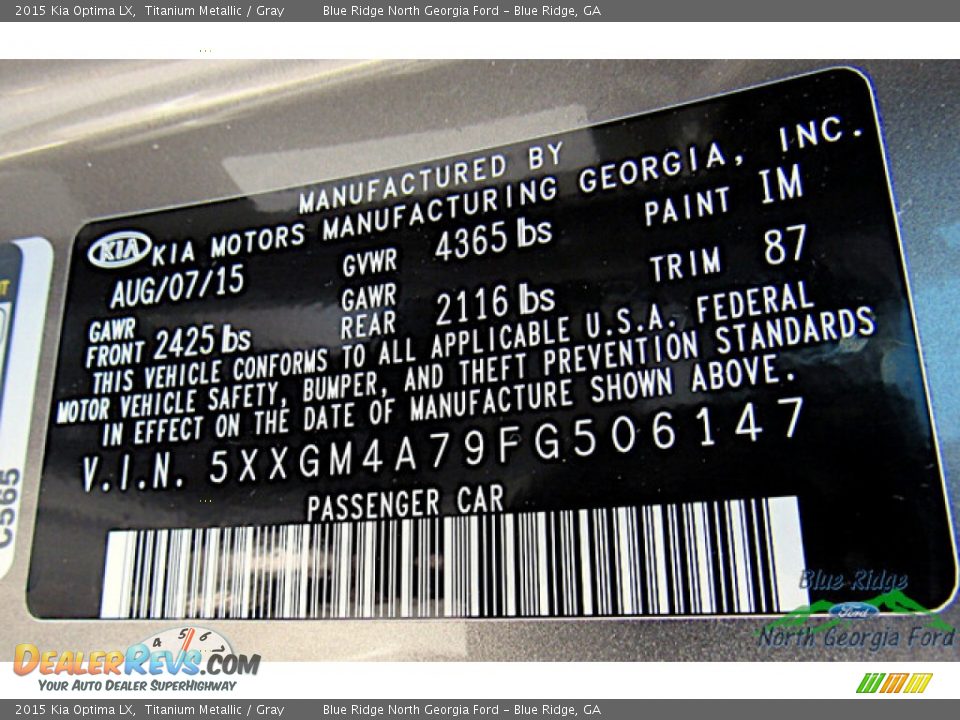 2015 Kia Optima LX, Titanium Metallic / Gray Blue Ridge North Georgia Ford - Blue Ridge, GA
MANUFACTURED BY
KIA KIA MOTORS MANUFACTURING GEORGIA, INC.
AUG/07/15 GVWR 4365 lbs PAINT IM
GAWR FRONT 2425 lbs GAWR REAR 2116 lbs TRIM 87
THIS VEHICLE CONFORMS TO ALL APPLICABLE U.S.A. FEDERAL
MOTOR VEHICLE SAFETY, BUMPER, AND THEFT PREVENTION STANDARDS
IN EFFECT ON THE DATE OF MANUFACTURE SHOWN ABOVE.
V.I.N. 5XXGM4A79FG506147
PASSENGER CAR
C565
Blue Ridge
Ford
North Georgia Ford
4 5 6
DEALERREVS.COM
YOUR AUTO DEALER SUPERHIGHWAY
2015 Kia Optima LX, Titanium Metallic / Gray Blue Ridge North Georgia Ford - Blue Ridge, GA